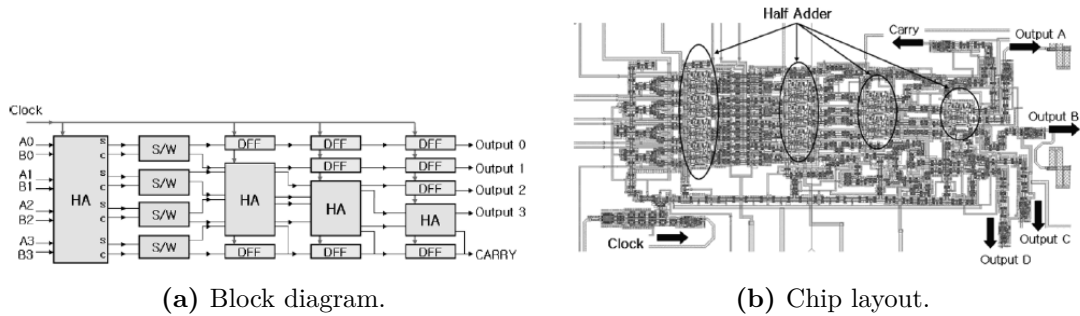 Clock
A0
B0
A1
B1
A2
B2
A3
B3
HA
S
C
S
C
S
C
S
C
S/W
S/W
S/W
S/W
DFF
DFF
DFF
HA
DFF
DFF
HA
DFF
HA
DFF
DFF
DFF
Output 0
Output 1
Output 2
Output 3
CARRY
(a) Block diagram.
Half Adder
Carry
Output A
Output B
Output C
Output D
Clock
(b) Chip layout.